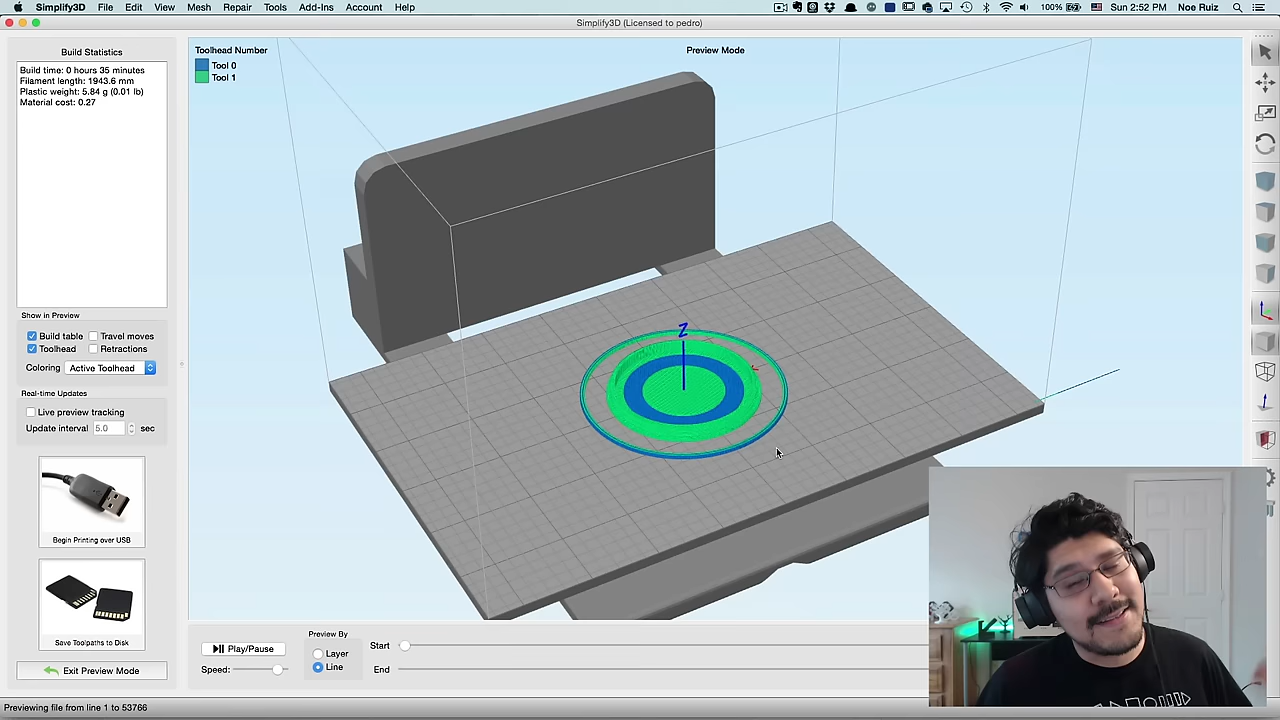 Simplify3D File Edit View Mesh Repair Tools Add-Ins Account Help 100% Sun 2:52 PM Noe Ruiz
Simplify3D (Licensed to pedro)
Build Statistics
Build time: 0 hours 35 minutes
Filament length: 1943.6 mm
Plastic weight: 5.84 g (0.01 lb)
Material cost: 0.27
Show in Preview
Build table Travel moves
Toolhead Retractions
Coloring Active Toolhead
Real-time Updates
Live preview tracking
Update interval 5.0 sec
Begin Printing over USB
Save Toolpaths to Disk
Exit Preview Mode
Toolhead Number
Tool 0
Tool 1
Preview Mode
Z
Play/Pause
Speed:
Preview By
Layer
Line
Start
End
Previewing file from line 1 to 53766